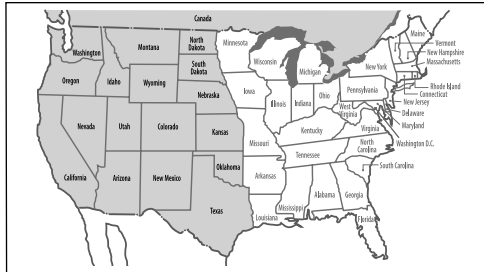 Canada
Washington
Montana
North
Dakota
Minnesota
Maine
Vermont
New Hampshire
Massachusetts
Oregon
Idaho
Wyoming
South
Dakota
Wisconsin
Michigan
New York
Rhode Island
Connecticut
New Jersey
Delaware
Maryland
Washington D.C.
Nebraska
Iowa
Illinois
Indiana
Ohio
Pennsylvania
Nevada
Utah
Colorado
Kansas
Missouri
Kentucky
West
Virginia
Virginia
California
Arizona
New Mexico
Oklahoma
Arkansas
Tennessee
North
Carolina
South Carolina
Texas
Louisiana
Mississippi
Alabama
Georgia
Florida